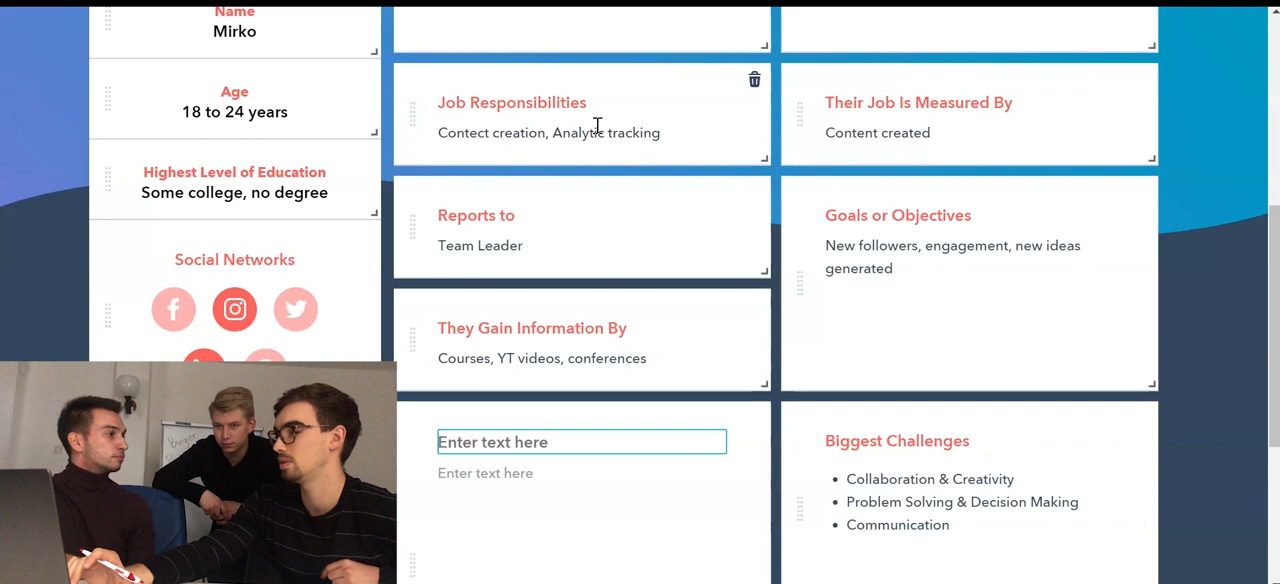 Name
Mirko
Age
18 to 24 years
Highest Level of Education
Some college, no degree
Social Networks
Job Responsibilities
Contect creation, Analytic tracking
Their Job Is Measured By
Content created
Reports to
Team Leader
Goals or Objectives
New followers, engagement, new ideas
generated
They Gain Information By
Courses, YT videos, conferences
Enter text here
Enter text here
Biggest Challenges
• Collaboration & Creativity
• Problem Solving & Decision Making
• Communication
Buyer